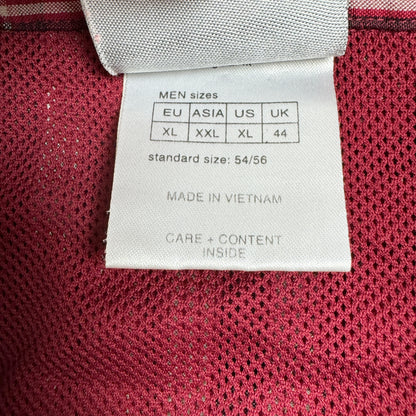 MEN sizes
EU ASIA US UK
XL XXL XL 44
standard size: 54/56
MADE IN VIETNAM
CARE + CONTENT
INSIDE